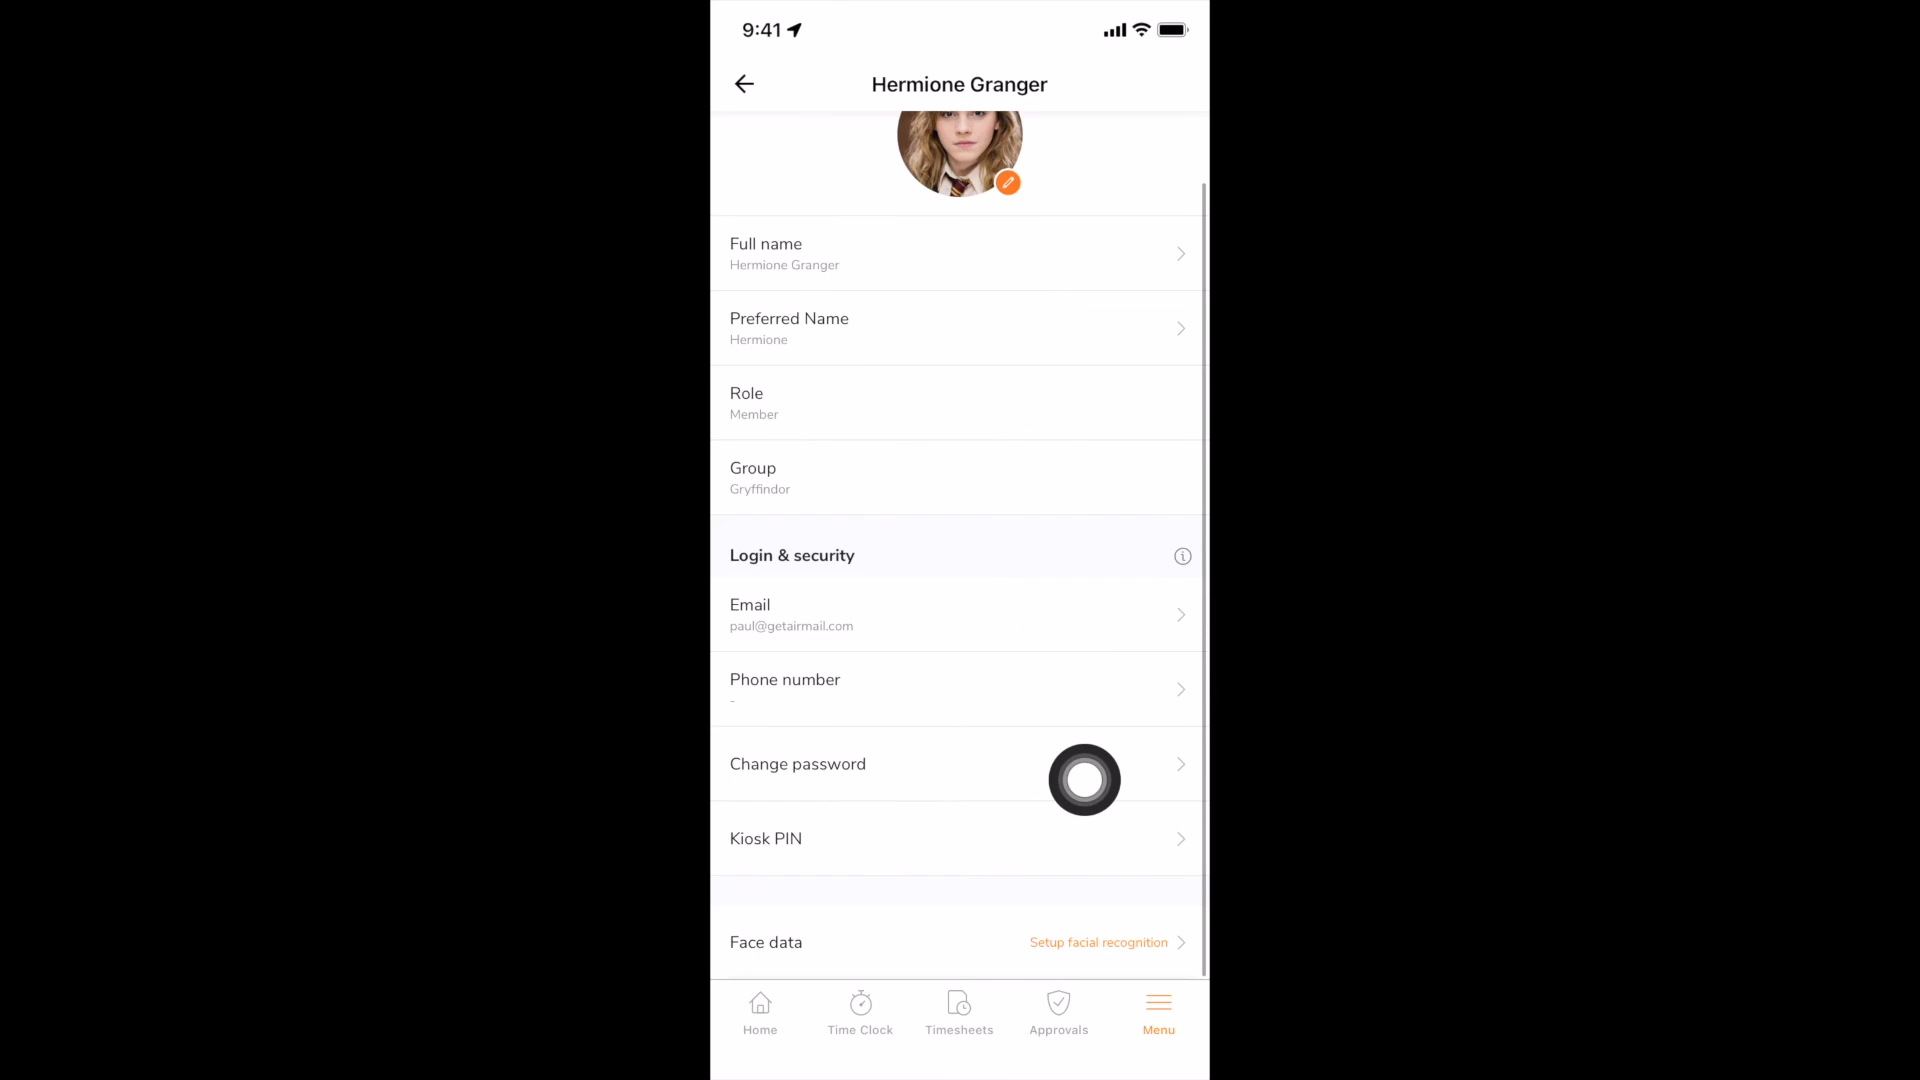 9:41
Hermione Granger
Full name
Hermione Granger
Preferred Name
Hermione
Role
Member
Group
Gryffindor
Login & security
Email
paul@getairmail.com
Phone number
-
Change password
Kiosk PIN
Face data
Setup facial recognition
Home
Time Clock
Timesheets
Approvals
Menu